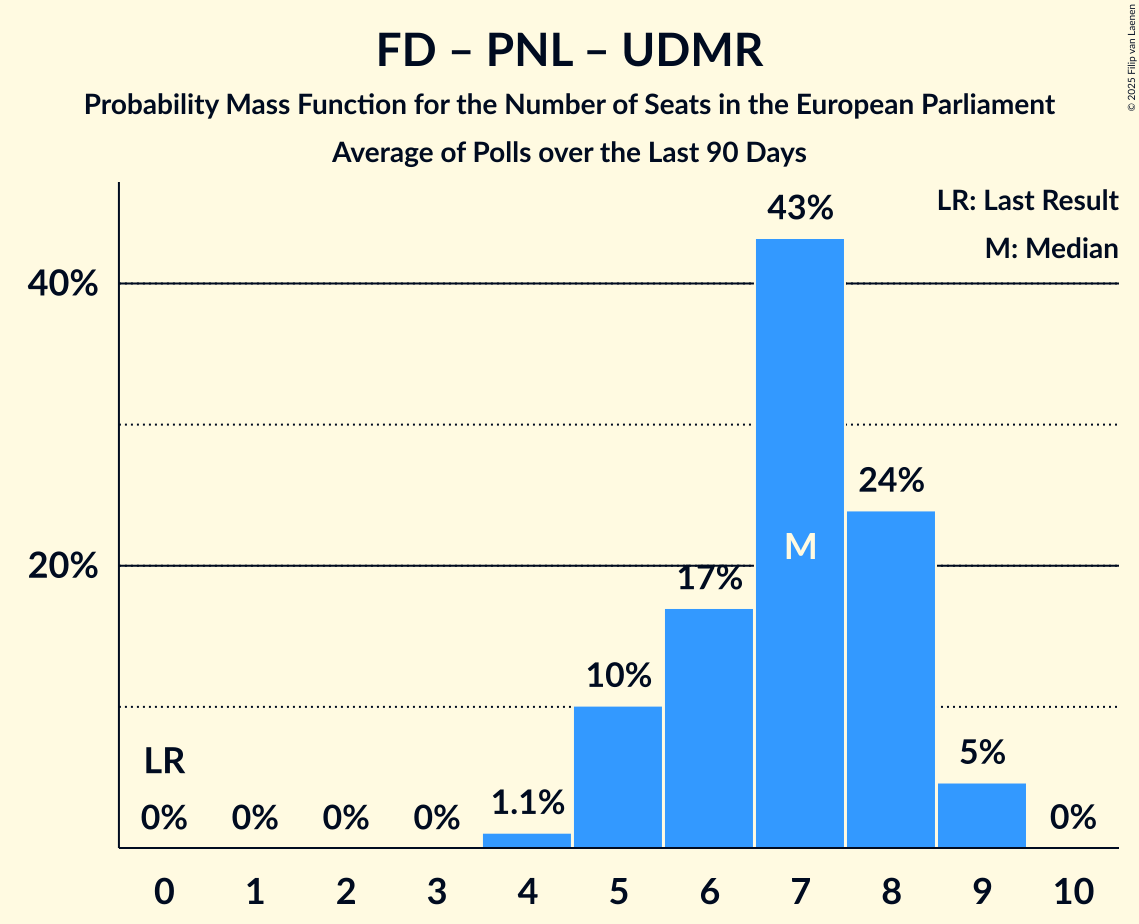 FD – PNL – UDMR
Probability Mass Function for the Number of Seats in the European Parliament
Average of Polls over the Last 90 Days
© 2025 Filip van Laenen
LR: Last Result
M: Median
43%
40%
24%
M
20%
17%
10%
LR
5%
0% 0% 0% 0% 1.1% 0%
0 1 2 3 4 5 6 7 8 9 10